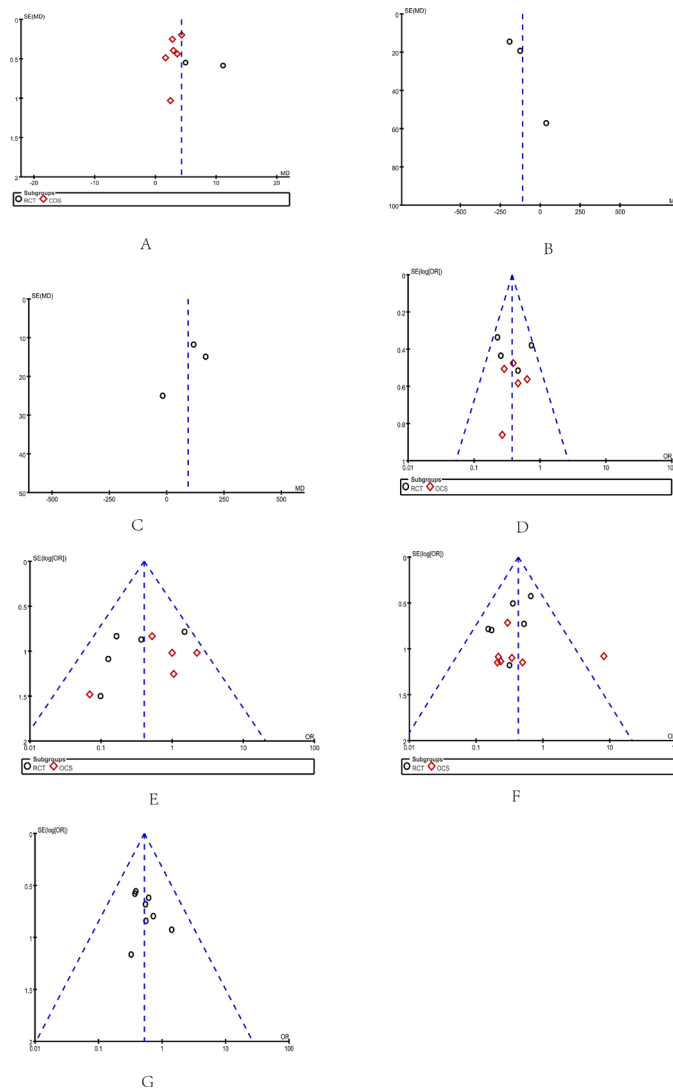 SE(MD)
0
0.5
1
1.5
2
-20 -10 0 10 20
MD
Subgroups
RCT COS
A
SE(MD)
0
20
40
60
80
100
-500 -250 0 250 500
B
SE(MD)
0
10
20
30
40
50
-500 -250 0 250 500
MD
C
SE(log[OR])
0
0.2
0.4
0.6
0.8
1
0.01 0.1 1 10
OR
Subgroups
RCT OCS
D
SE(log[OR])
0
0.5
1
1.5
2
0.01 0.1 1 10 100
OR
Subgroups
RCT OCS
E
SE(log[OR])
0
0.5
1
1.5
2
0.01 0.1 1 10
Subgroups
RCT OCS
F
SE(log[OR])
0
0.5
1
1.5
2
0.01 0.1 1 10 100
OR
G